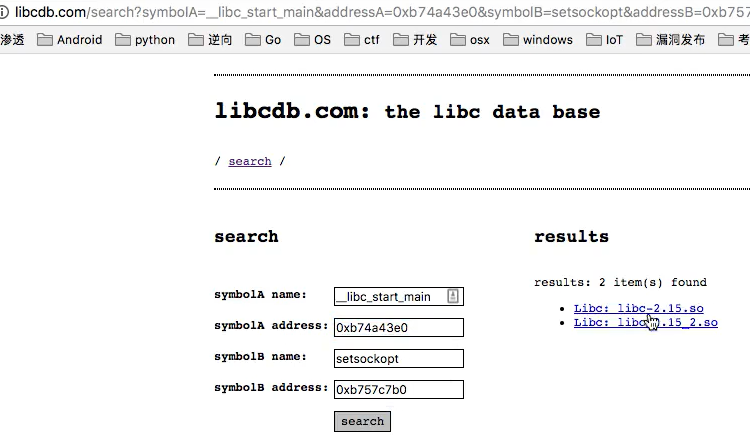 libcdb.com/search?symbolA=__libc_start_main&addressA=0xb74a43e0&symbolB=setsockopt&addressB=0xb757
渗透 Android python 逆向 Go OS ctf 开发 osx windows IoT 漏洞发布 考
libcdb.com: the libc data base
/ search /
search
results
symbolA name: __libc_start_main
results: 2 item(s) found
Libc: libc-2.15.so
symbolA address: 0xb74a43e0
Libc: libc-2.15_2.so
symbolB name: setsockopt
symbolB address: 0xb757c7b0
search